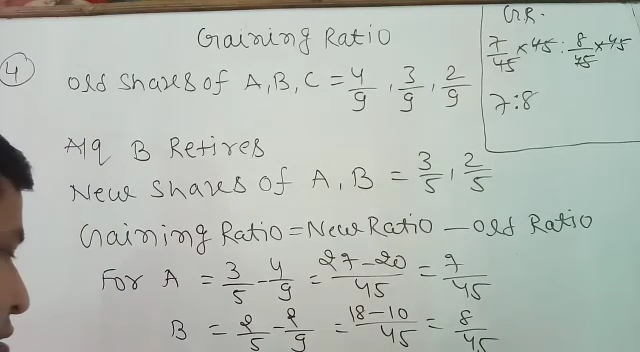 Gaining Ratio
④ Old Shares of A, B, C = 4/9, 3/9, 2/9
A/q B Retires
New Shares of A, B = 3/5, 2/5
Gaining Ratio = New Ratio – Old Ratio
For A = 3/5 - 4/9 = 27-20/45 = 7/45
B = 2/5 - 2/9 = 18-10/45 = 8/45
G.R.
7/45 × 45 : 8/45 × 45
7:8